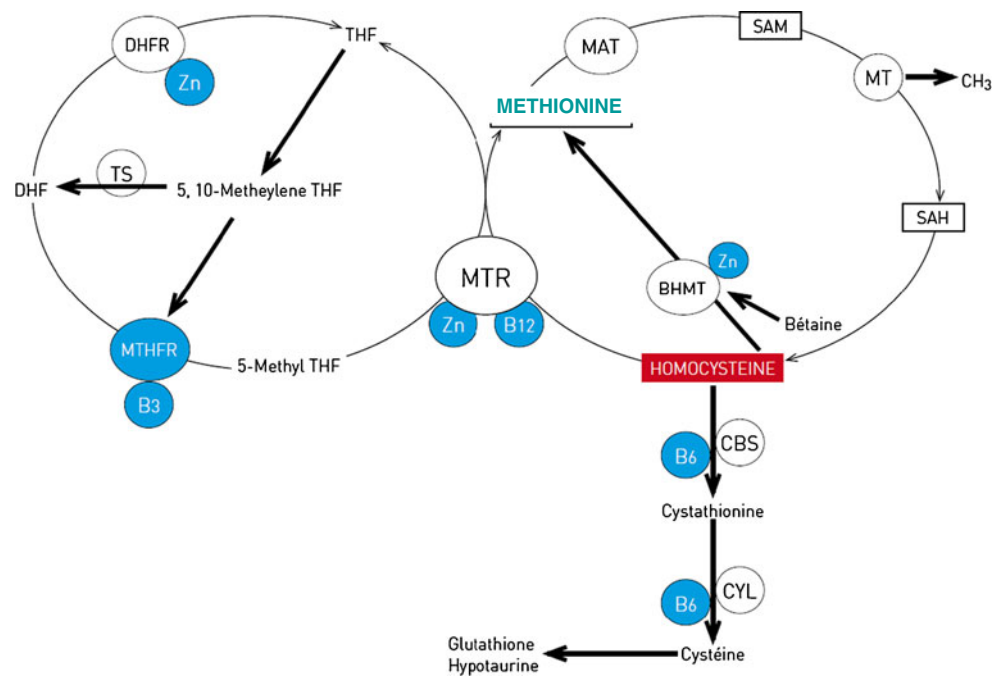 SAM
DHFR
THF
MAT
Zn
MT
CH3
METHIONINE
TS
DHF
5, 10-Metheylene THF
SAH
Zn
MTR
BHMT
Zn
B12
Bétaine
MTHFR
5-Methyl THF
HOMOCYSTEINE
B3
B6
CBS
Cystathionine
B6
CYL
Glutathione
Hypotaurine
Cystéine